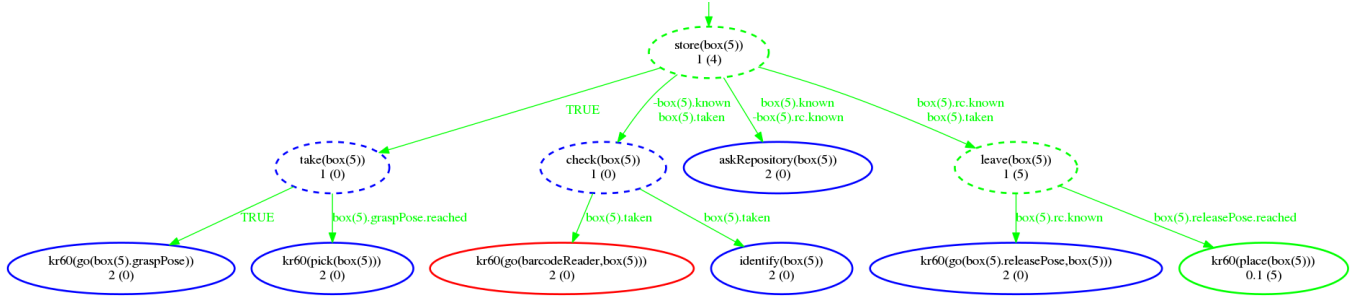 store(box(5))
1 (4)
TRUE
-box(5).known
box(5).taken
box(5).known
-box(5).rc.known
box(5).rc.known
box(5).taken
take(box(5))
1 (0)
check(box(5))
1 (0)
askRepository(box(5))
2 (0)
leave(box(5))
1 (5)
TRUE
box(5).graspPose.reached
box(5).taken
box(5).taken
box(5).rc.known
box(5).releasePose.reached
kr60(go(box(5).graspPose))
2 (0)
kr60(pick(box(5)))
2 (0)
kr60(go(barcodeReader,box(5)))
2 (0)
identify(box(5))
2 (0)
kr60(go(box(5).releasePose,box(5)))
2 (0)
kr60(place(box(5)))
0.1 (5)